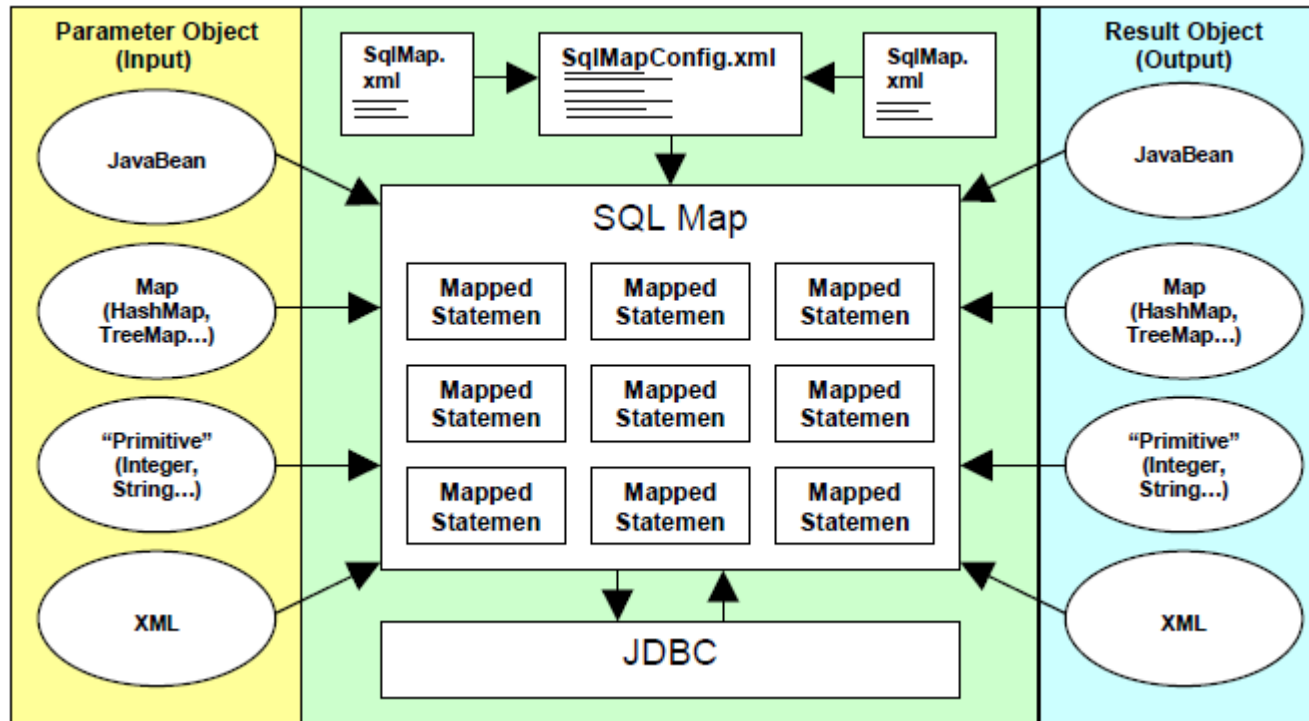 Parameter Object
(Input)
JavaBean
Map
(HashMap,
TreeMap…)
“Primitive”
(Integer,
String…)
XML
SqlMap.
xml
SqlMapConfig.xml
SqlMap.
xml
SQL Map
Mapped
Statemen
Mapped
Statemen
Mapped
Statemen
Mapped
Statemen
Mapped
Statemen
Mapped
Statemen
Mapped
Statemen
Mapped
Statemen
Mapped
Statemen
JDBC
Result Object
(Output)
JavaBean
Map
(HashMap,
TreeMap…)
“Primitive”
(Integer,
String…)
XML